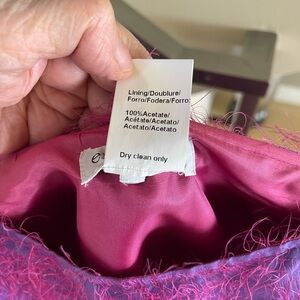 Lining/Doublure/
Forro/Fodera/Forro:
100%Acetate/
Acétate/Acetato/
Acetato/Acetato
Dry clean only